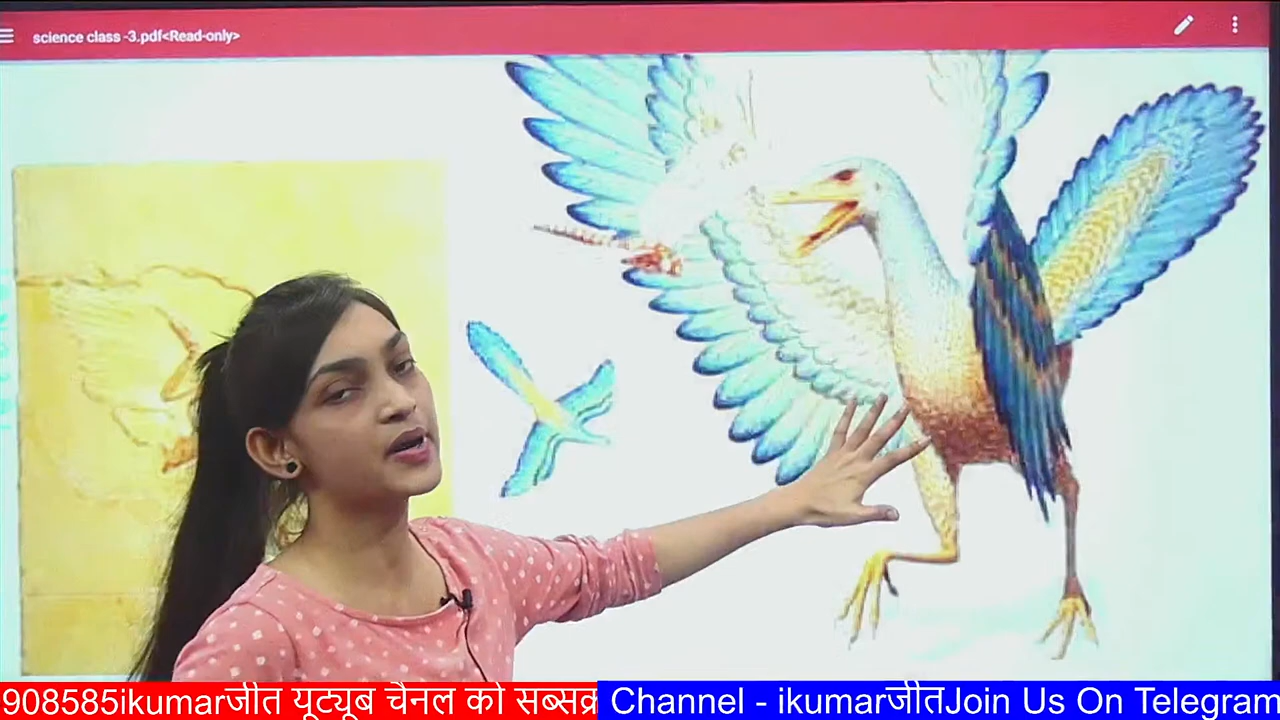 science class -3.pdf<Read-only>
908585ikumarजीत यूट्यूब चैनल को सब्सक्र
Channel - ikumarजीतJoin Us On Telegram